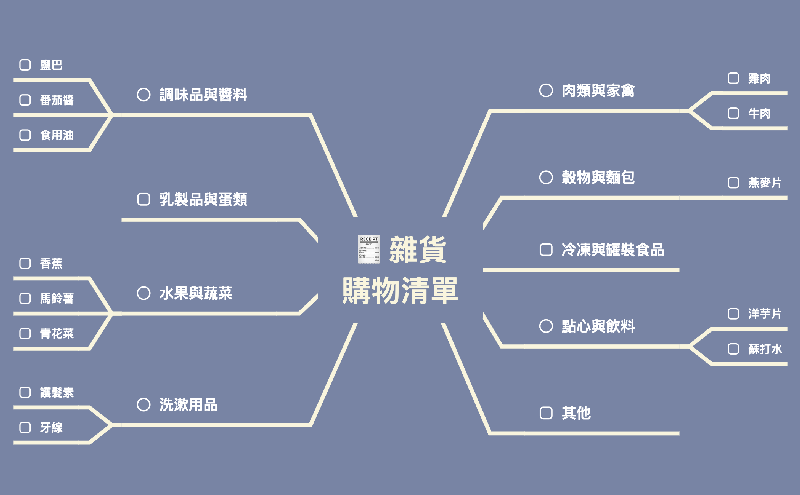 雜貨
購物清單
調味品與醬料
鹽巴
番茄醬
食用油
乳製品與蛋類
水果與蔬菜
香蕉
馬鈴薯
青花菜
洗漱用品
護髮素
牙線
肉類與家禽
雞肉
牛肉
穀物與麵包
燕麥片
冷凍與罐裝食品
點心與飲料
洋芋片
蘇打水
其他